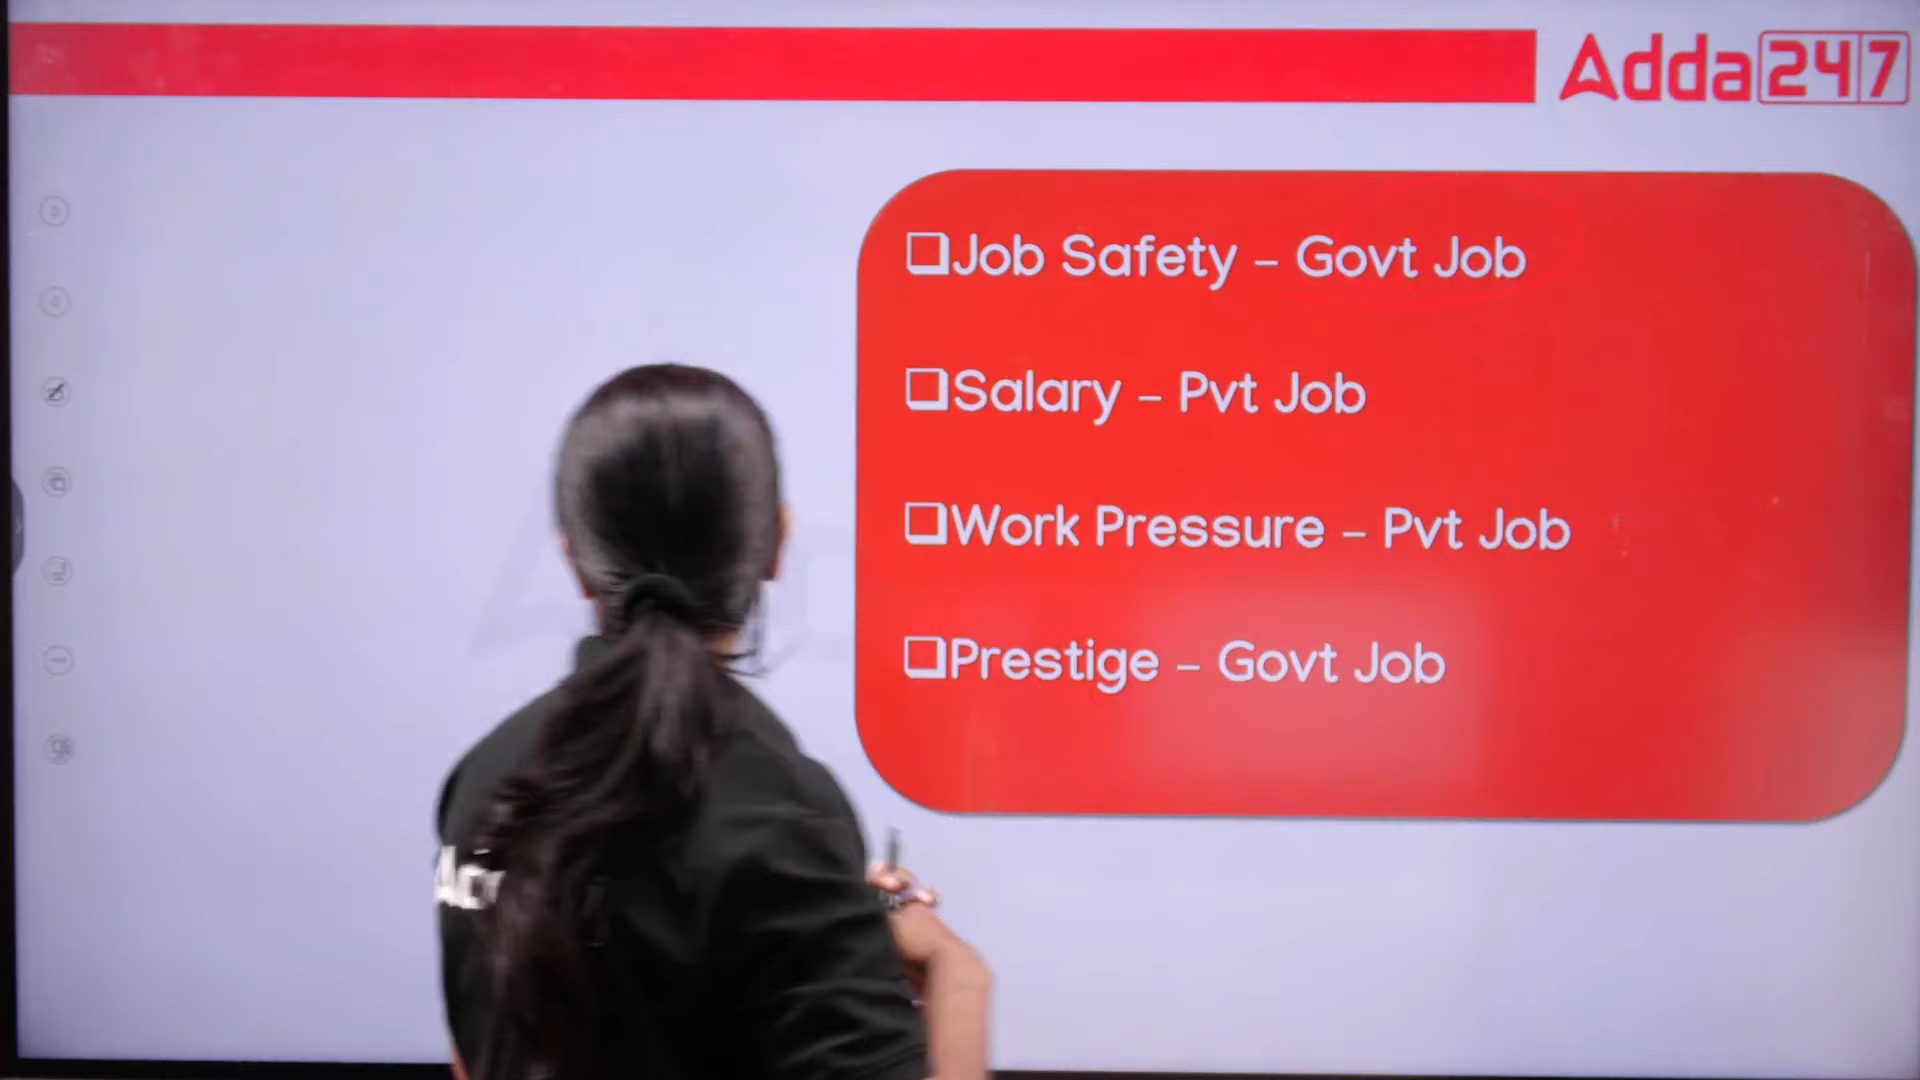 Adda247
❑Job Safety – Govt Job
❑Salary – Pvt Job
❑Work Pressure – Pvt Job
❑Prestige – Govt Job